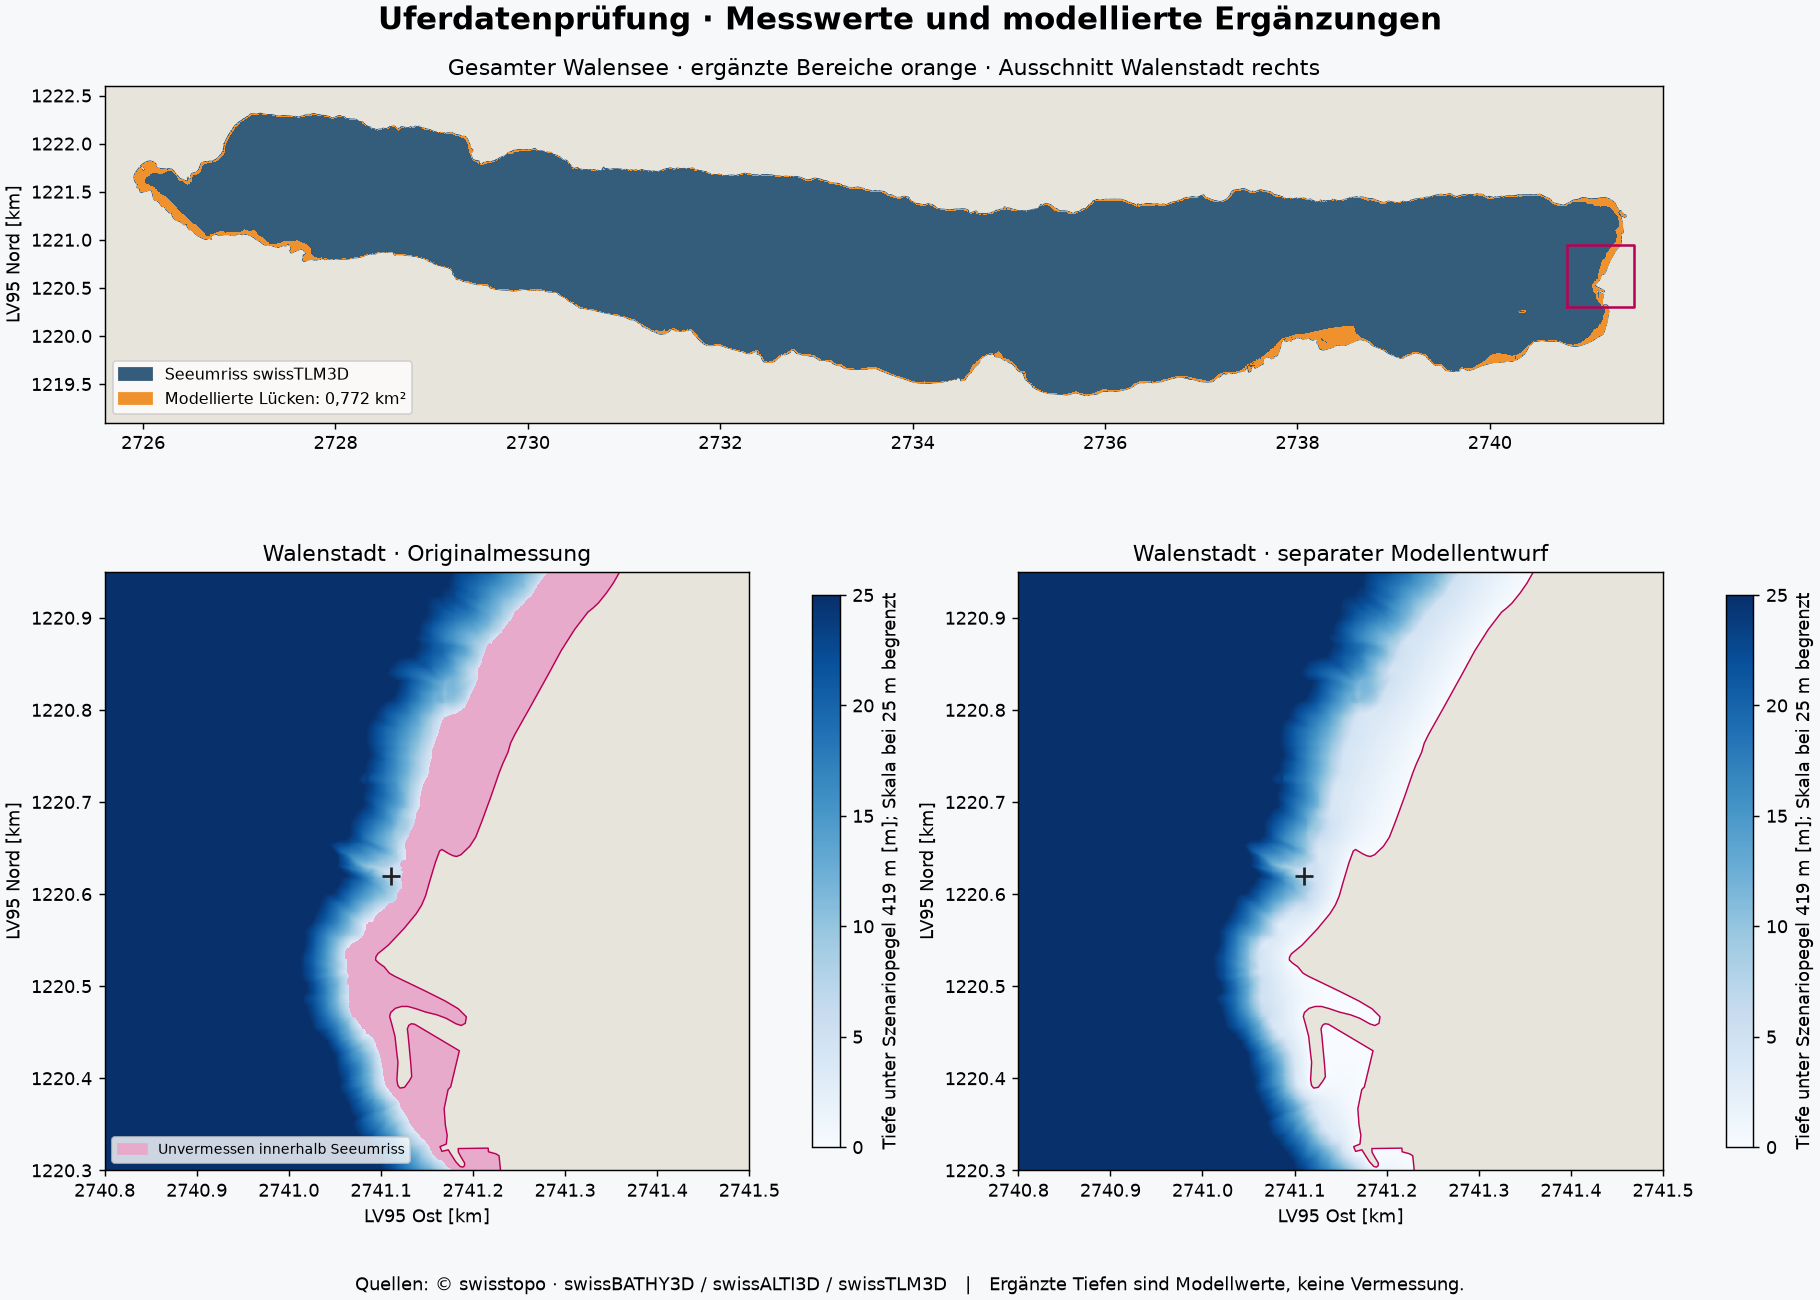 Uferdatenprüfung · Messwerte und modellierte Ergänzungen
Gesamter Walensee · ergänzte Bereiche orange · Ausschnitt Walenstadt rechts
LV95 Nord [km]
1222.5
1222.0
1221.5
1221.0
1220.5
1220.0
1219.5
Seeumriss swissTLM3D
Modellierte Lücken: 0,772 km²
2726 2728 2730 2732 2734 2736 2738 2740
Walenstadt · Originalmessung
LV95 Nord [km]
1220.9
1220.8
1220.7
1220.6
1220.5
1220.4
1220.3
Unvermessen innerhalb Seeumriss
2740.8 2740.9 2741.0 2741.1 2741.2 2741.3 2741.4 2741.5
LV95 Ost [km]
25
20
15
10
5
0
Tiefe unter Szenariopegel 419 m [m]; Skala bei 25 m begrenzt
Walenstadt · separater Modellentwurf
LV95 Nord [km]
1220.9
1220.8
1220.7
1220.6
1220.5
1220.4
1220.3
2740.8 2740.9 2741.0 2741.1 2741.2 2741.3 2741.4 2741.5
LV95 Ost [km]
25
20
15
10
5
0
Tiefe unter Szenariopegel 419 m [m]; Skala bei 25 m begrenzt
Quellen: © swisstopo · swissBATHY3D / swissALTI3D / swissTLM3D | Ergänzte Tiefen sind Modellwerte, keine Vermessung.